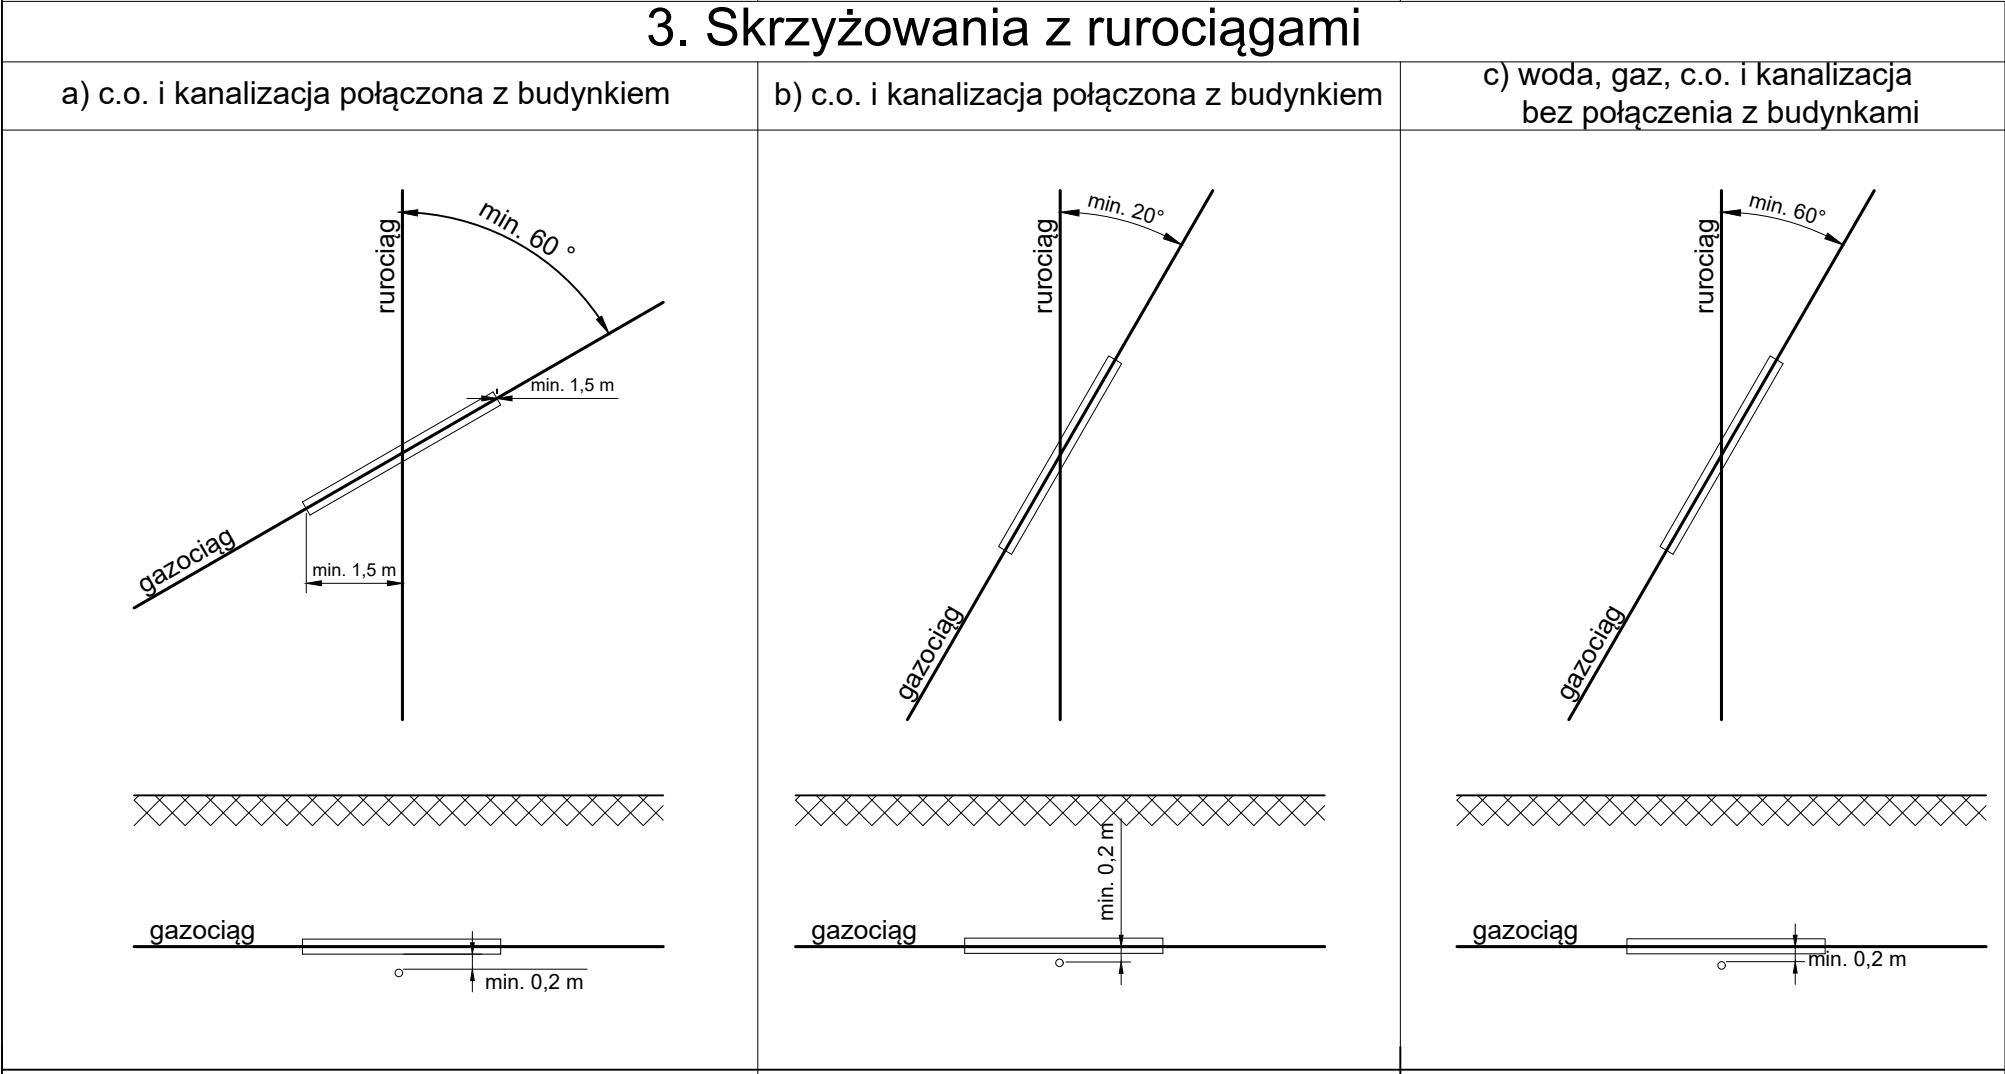 3. Skrzyżowania z rurociągami
a) c.o. i kanalizacja połączona z budynkiem
b) c.o. i kanalizacja połączona z budynkiem
c) woda, gaz, c.o. i kanalizacja
bez połączenia z budynkami
rurociąg
min. 60 °
min. 1,5 m
gazociąg
min. 1,5 m
gazociąg
min. 0,2 m
rurociąg
min. 20°
gazociąg
min. 0,2 m
gazociąg
rurociąg
min. 60°
gazociąg
gazociąg
min. 0,2 m